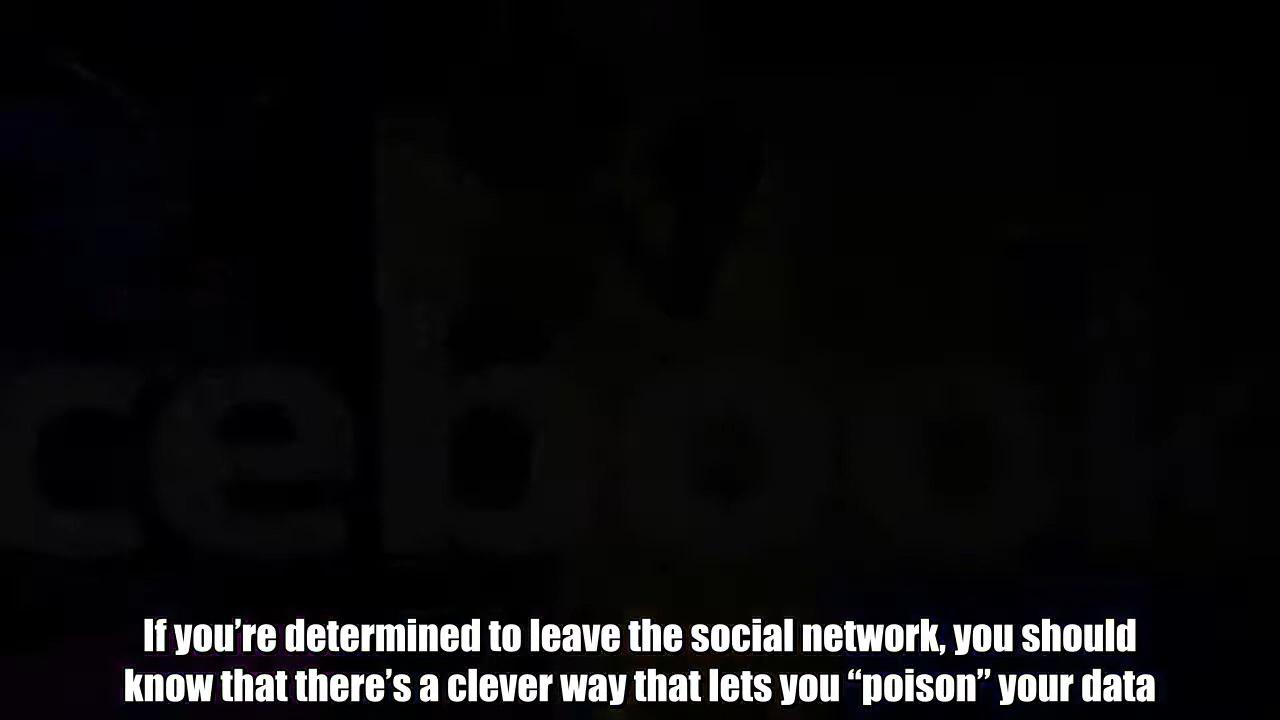 cebook
If you’re determined to leave the social network, you should
know that there’s a clever way that lets you “poison” your data